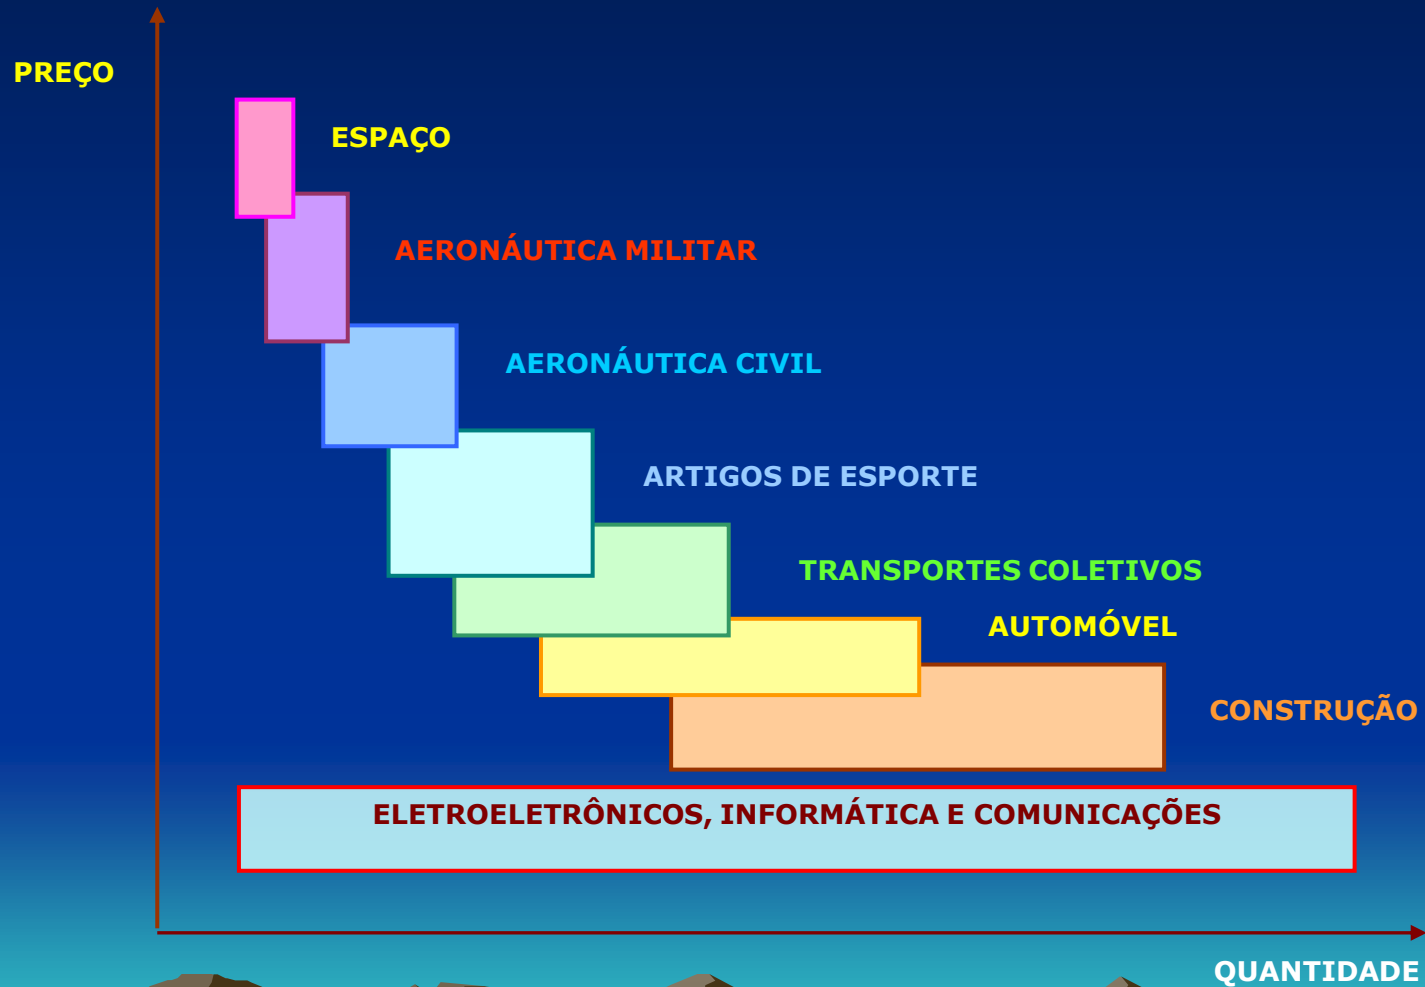 PREÇO
ESPAÇO
AERONÁUTICA MILITAR
AERONÁUTICA CIVIL
ARTIGOS DE ESPORTE
TRANSPORTES COLETIVOS
AUTOMÓVEL
CONSTRUÇÃO
ELETROELETRÔNICOS, INFORMÁTICA E COMUNICAÇÕES
QUANTIDADE